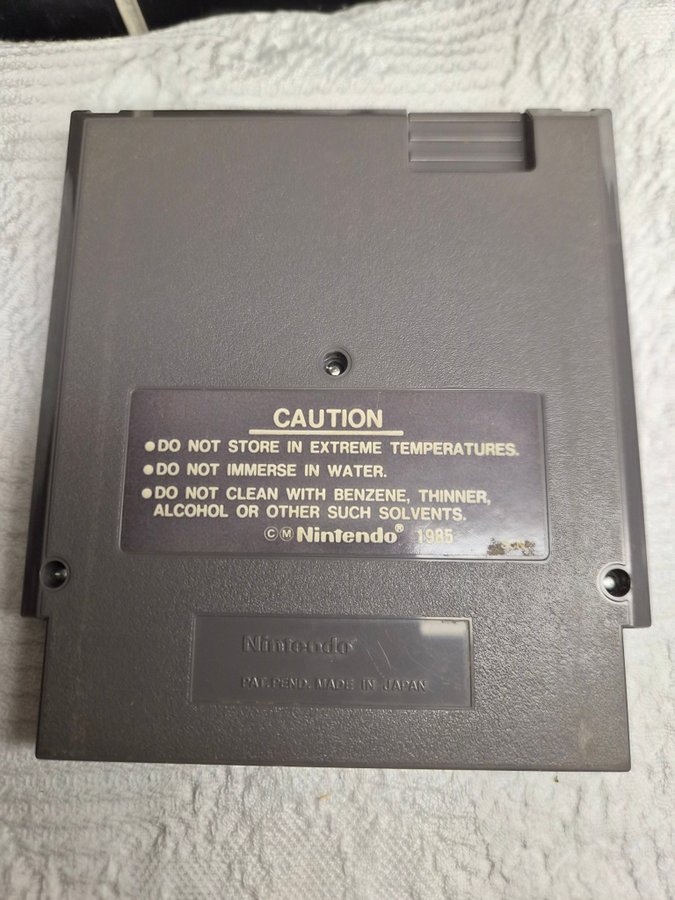 CAUTION
●DO NOT STORE IN EXTREME TEMPERATURES.
●DO NOT IMMERSE IN WATER.
●DO NOT CLEAN WITH BENZENE, THINNER,
ALCOHOL OR OTHER SUCH SOLVENTS.
©Ⓜ Nintendo® 1985
Nintendo®
PAT. PEND. MADE IN JAPAN